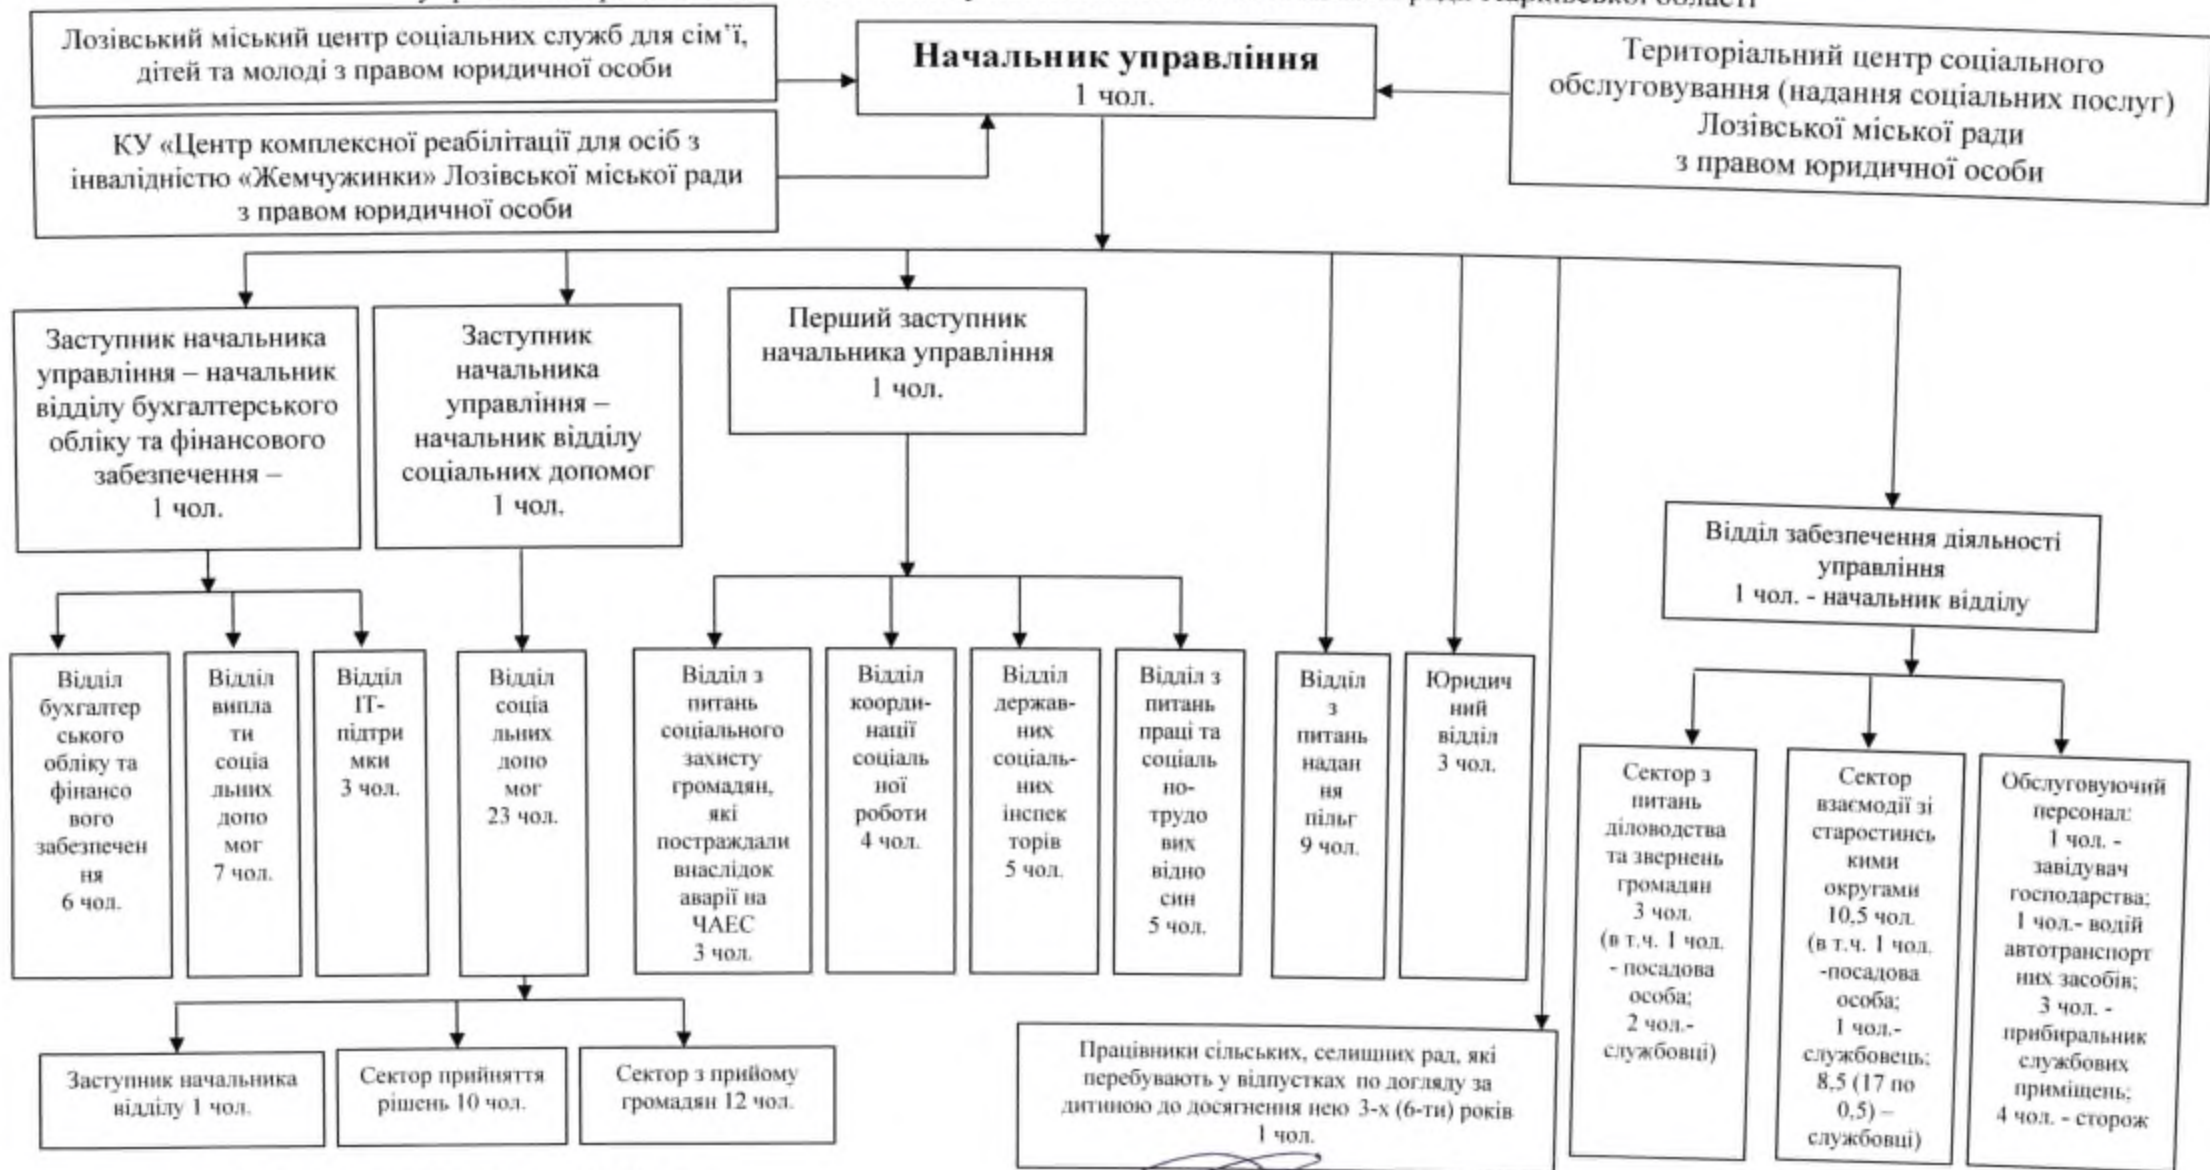 Лозівський міський центр соціальних служб для сім’ї,
дітей та молоді з правом юридичної особи
Начальник управління
1 чол.
Територіальний центр соціального
обслуговування (надання соціальних послуг)
Лозівської міської ради
з правом юридичної особи
КУ «Центр комплексної реабілітації для осіб з
інвалідністю «Жемчужинки» Лозівської міської ради
з правом юридичної особи
Заступник начальника
управління – начальник
відділу бухгалтерського
обліку та фінансового
забезпечення –
1 чол.
Заступник
начальника
управління –
начальник відділу
соціальних допомог
1 чол.
Перший заступник
начальника управління
1 чол.
Відділ забезпечення діяльності
управління
1 чол. - начальник відділу
Відділ
бухгалтер
ського
обліку та
фінансо
вого
забезпечен
ня
6 чол.
Відділ
випла
ти
соціа
льних
допо
мог
7 чол.
Відділ
ІТ-
підтри
мки
3 чол.
Відділ
соціа
льних
допо
мог
23 чол.
Відділ з
питань
соціального
захисту
громадян,
які
постраждали
внаслідок
аварії на
ЧАЕС
3 чол.
Відділ
коорди-
нації
соціаль
ної
роботи
4 чол.
Відділ
держав-
них
соціаль-
них
інспек
торів
5 чол.
Відділ з
питань
праці та
соціаль
но-
трудо
вих
відно
син
5 чол.
Відділ
з
питань
надан
ня
пільг
9 чол.
Юридич
ний
відділ
3 чол.
Сектор з
питань
діловодства
та звернень
громадян
3 чол.
(в т.ч. 1 чол.
- посадова
особа;
2 чол.-
службовці)
Сектор
взаємодії зі
старостинсь
кими
округами
10,5 чол.
(в т.ч. 1 чол.
-посадова
особа;
1 чол.-
службовець;
8,5 (17 по
0,5) –
службовці)
Обслуговуючий
персонал:
1 чол. -
завідувач
господарства;
1 чол.- водій
автотранспорт
них засобів;
3 чол. -
прибиральник
службових
приміщень;
4 чол. - сторож
Заступник начальника
відділу 1 чол.
Сектор прийняття
рішень 10 чол.
Сектор з прийому
громадян 12 чол.
Працівники сільських, селищних рад, які
перебувають у відпустках по догляду за
дитиною до досягнення нею 3-х (6-ти) років
1 чол.